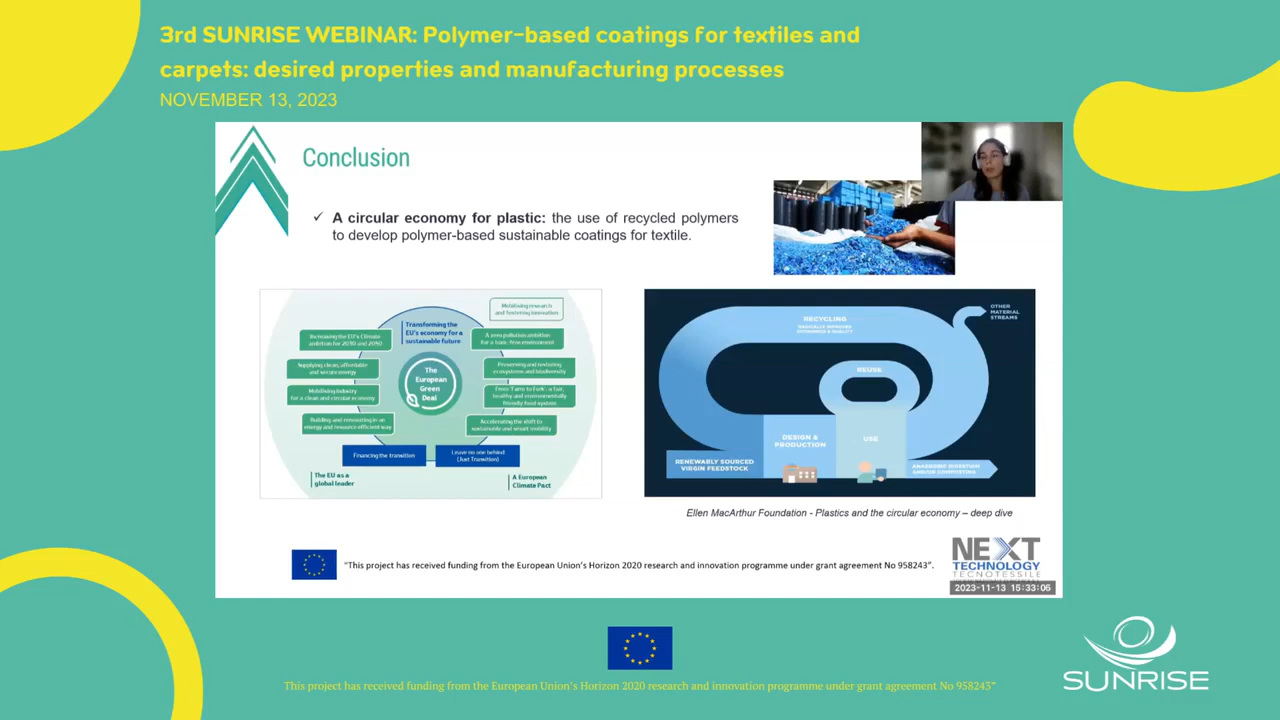 3rd SUNRISE WEBINAR: Polymer-based coatings for textiles and
carpets: desired properties and manufacturing processes
NOVEMBER 13, 2023
Conclusion
✓ A circular economy for plastic: the use of recycled polymers
to develop polymer-based sustainable coatings for textile.
Mobilising research
and fostering innovation
Transforming the
EU's economy for a
sustainable future
Increasing the EU's Climate
ambition for 2030 and 2050
A zero pollution ambition
for a toxic-free environment
Supplying clean, affordable
and secure energy
Preserving and restoring
ecosystems and biodiversity
The
European
Green
Deal
Mobilising industry
for a clean and circular economy
From 'Farm to Fork': a fair,
healthy and environmentally
friendly food system
Building and renovating in an
energy and resource efficient way
Accelerating the shift to
sustainable and smart mobility
Financing the transition
Leave no one behind
(Just Transition)
The EU as a
global leader
A European
Climate Pact
RECYCLING
RADICALLY IMPROVED
ECONOMICS & QUALITY
OTHER
MATERIAL
STREAMS
REUSE
DESIGN &
PRODUCTION
USE
RENEWABLY SOURCED
VIRGIN FEEDSTOCK
ANAEROBIC DIGESTION
AND/OR COMPOSTING
Ellen MacArthur Foundation - Plastics and the circular economy – deep dive
"This project has received funding from the European Union's Horizon 2020 research and innovation programme under grant agreement No 958243".
NEXT
TECHNOLOGY
TECNOTESSILE
2023-11-13 15:33:06
This project has received funding from the European Union's Horizon 2020 research and innovation programme under grant agreement No 958243"
SUNRISE